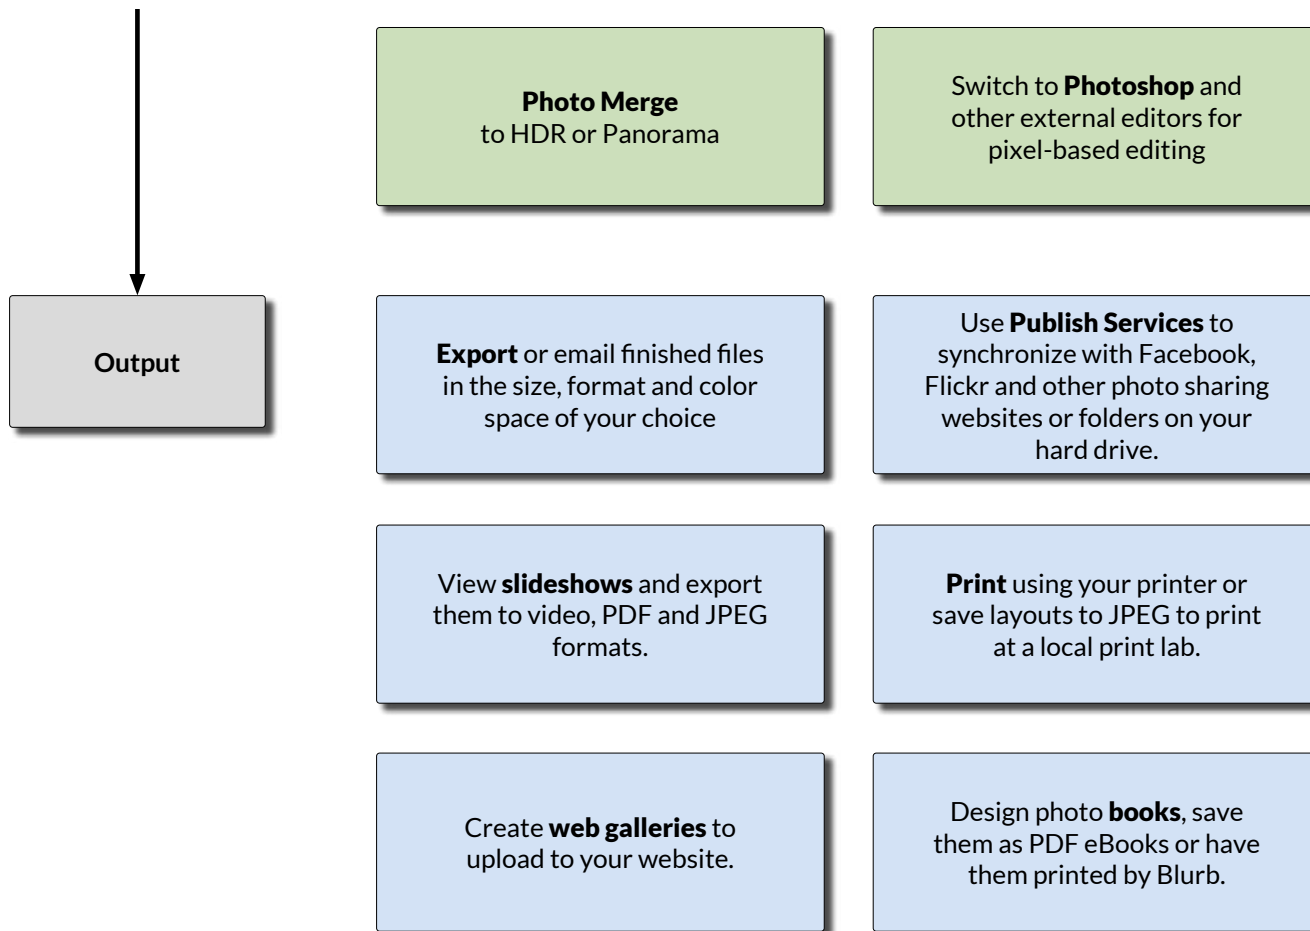 Photo Merge
to HDR or Panorama
Switch to Photoshop and
other external editors for
pixel-based editing
Output
Export or email finished files
in the size, format and color
space of your choice
Use Publish Services to
synchronize with Facebook,
Flickr and other photo sharing
websites or folders on your
hard drive.
View slideshows and export
them to video, PDF and JPEG
formats.
Print using your printer or
save layouts to JPEG to print
at a local print lab.
Create web galleries to
upload to your website.
Design photo books, save
them as PDF eBooks or have
them printed by Blurb.